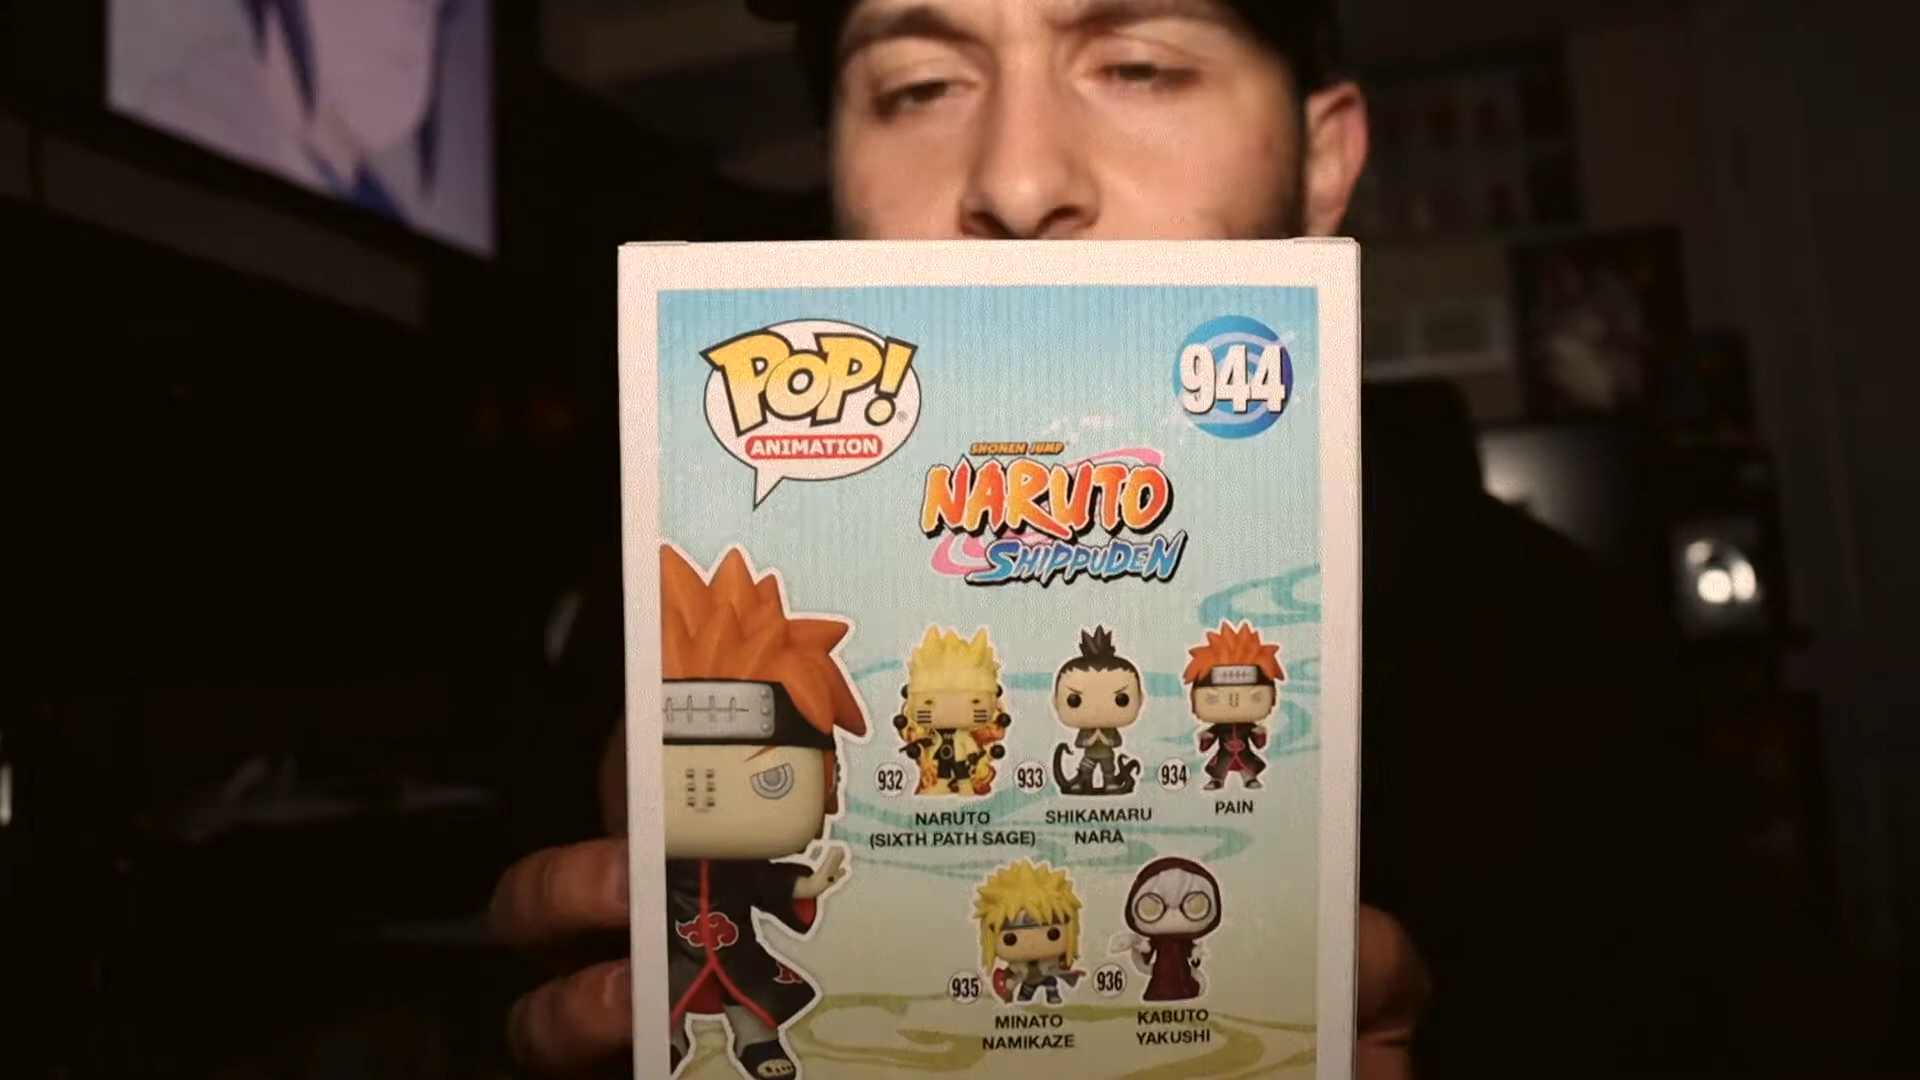 POP!
ANIMATION
944
SHONEN JUMP
NARUTO
SHIPPUDEN
932
NARUTO
(SIXTH PATH SAGE)
933
SHIKAMARU
NARA
934
PAIN
935
MINATO
NAMIKAZE
936
KABUTO
YAKUSHI